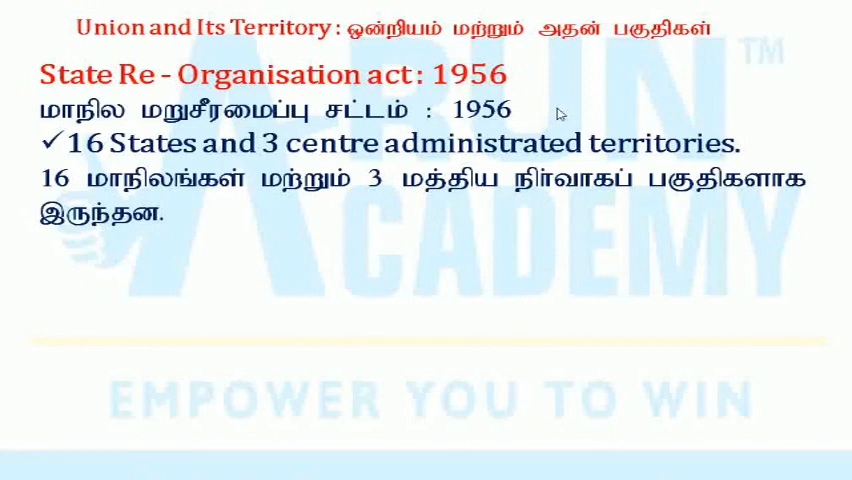 Union and Its Territory : ஒன்றியம் மற்றும் அதன் பகுதிகள்
State Re - Organisation act : 1956
மாநில மறுசீரமைப்பு சட்டம் : 1956
✓16 States and 3 centre administrated territories.
16 மாநிலங்கள் மற்றும் 3 மத்திய நிர்வாகப் பகுதிகளாக
இருந்தன.
ARUN TM
ACADEMY
EMPOWER YOU TO WIN